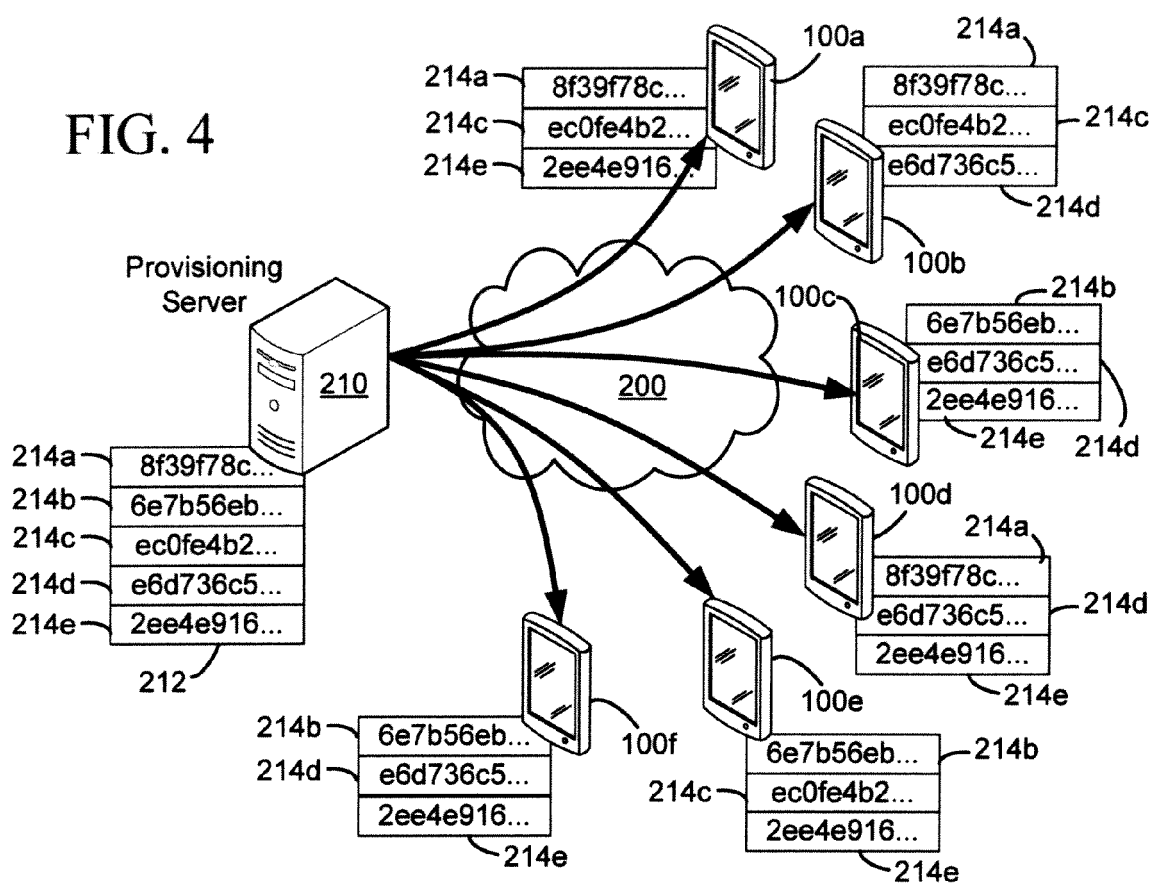 FIG. 4
214a
8f39f78c...
214c
ec0fe4b2...
214e
2ee4e916...
100a
214a
8f39f78c...
ec0fe4b2...
214c
e6d736c5...
214d
100b
Provisioning
Server
210
200
100c
214b
6e7b56eb...
e6d736c5...
2ee4e916...
214e
214d
214a
8f39f78c...
214b
6e7b56eb...
214c
ec0fe4b2...
214d
e6d736c5...
214e
2ee4e916...
212
100d
214a
8f39f78c...
e6d736c5...
214d
2ee4e916...
214e
100e
214b
6e7b56eb...
214c
ec0fe4b2...
2ee4e916...
214e
100f
214b
6e7b56eb...
214d
e6d736c5...
2ee4e916...
214e